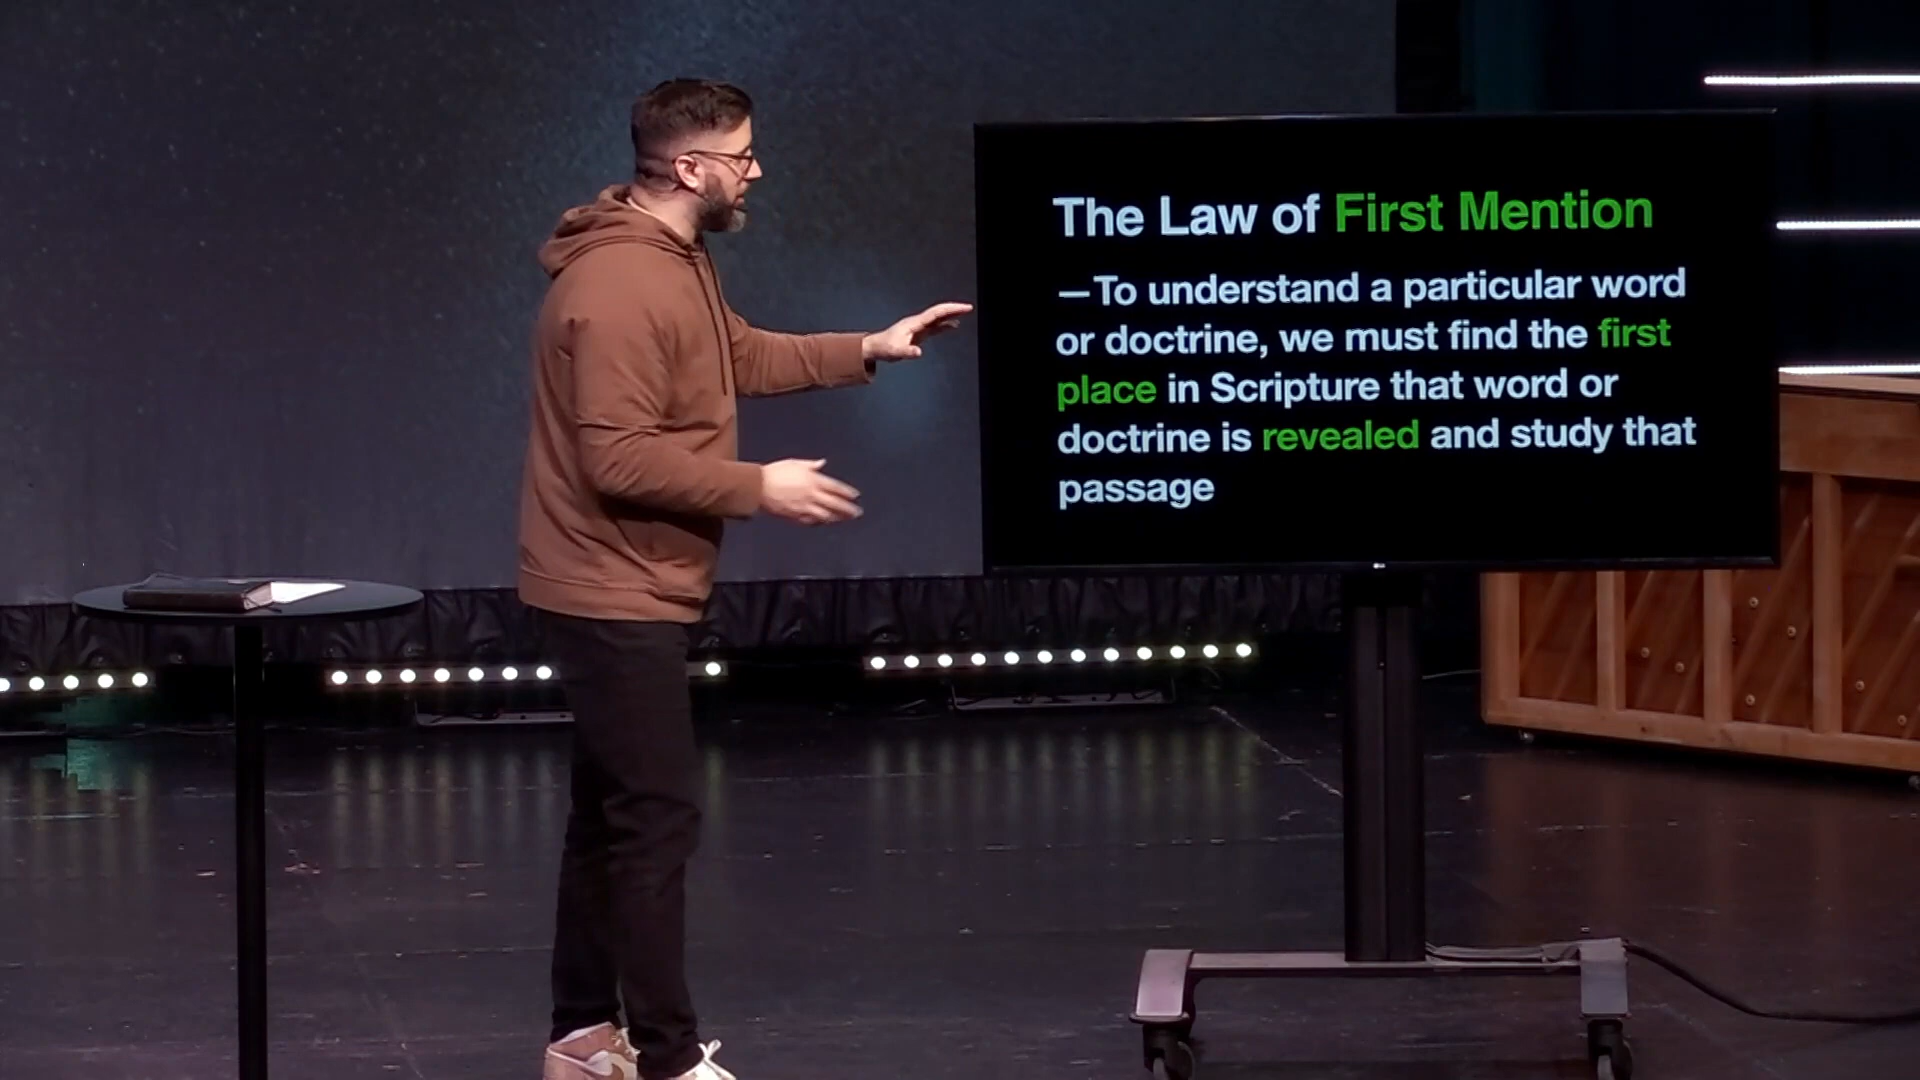 The Law of First Mention
—To understand a particular word
or doctrine, we must find the first
place in Scripture that word or
doctrine is revealed and study that
passage